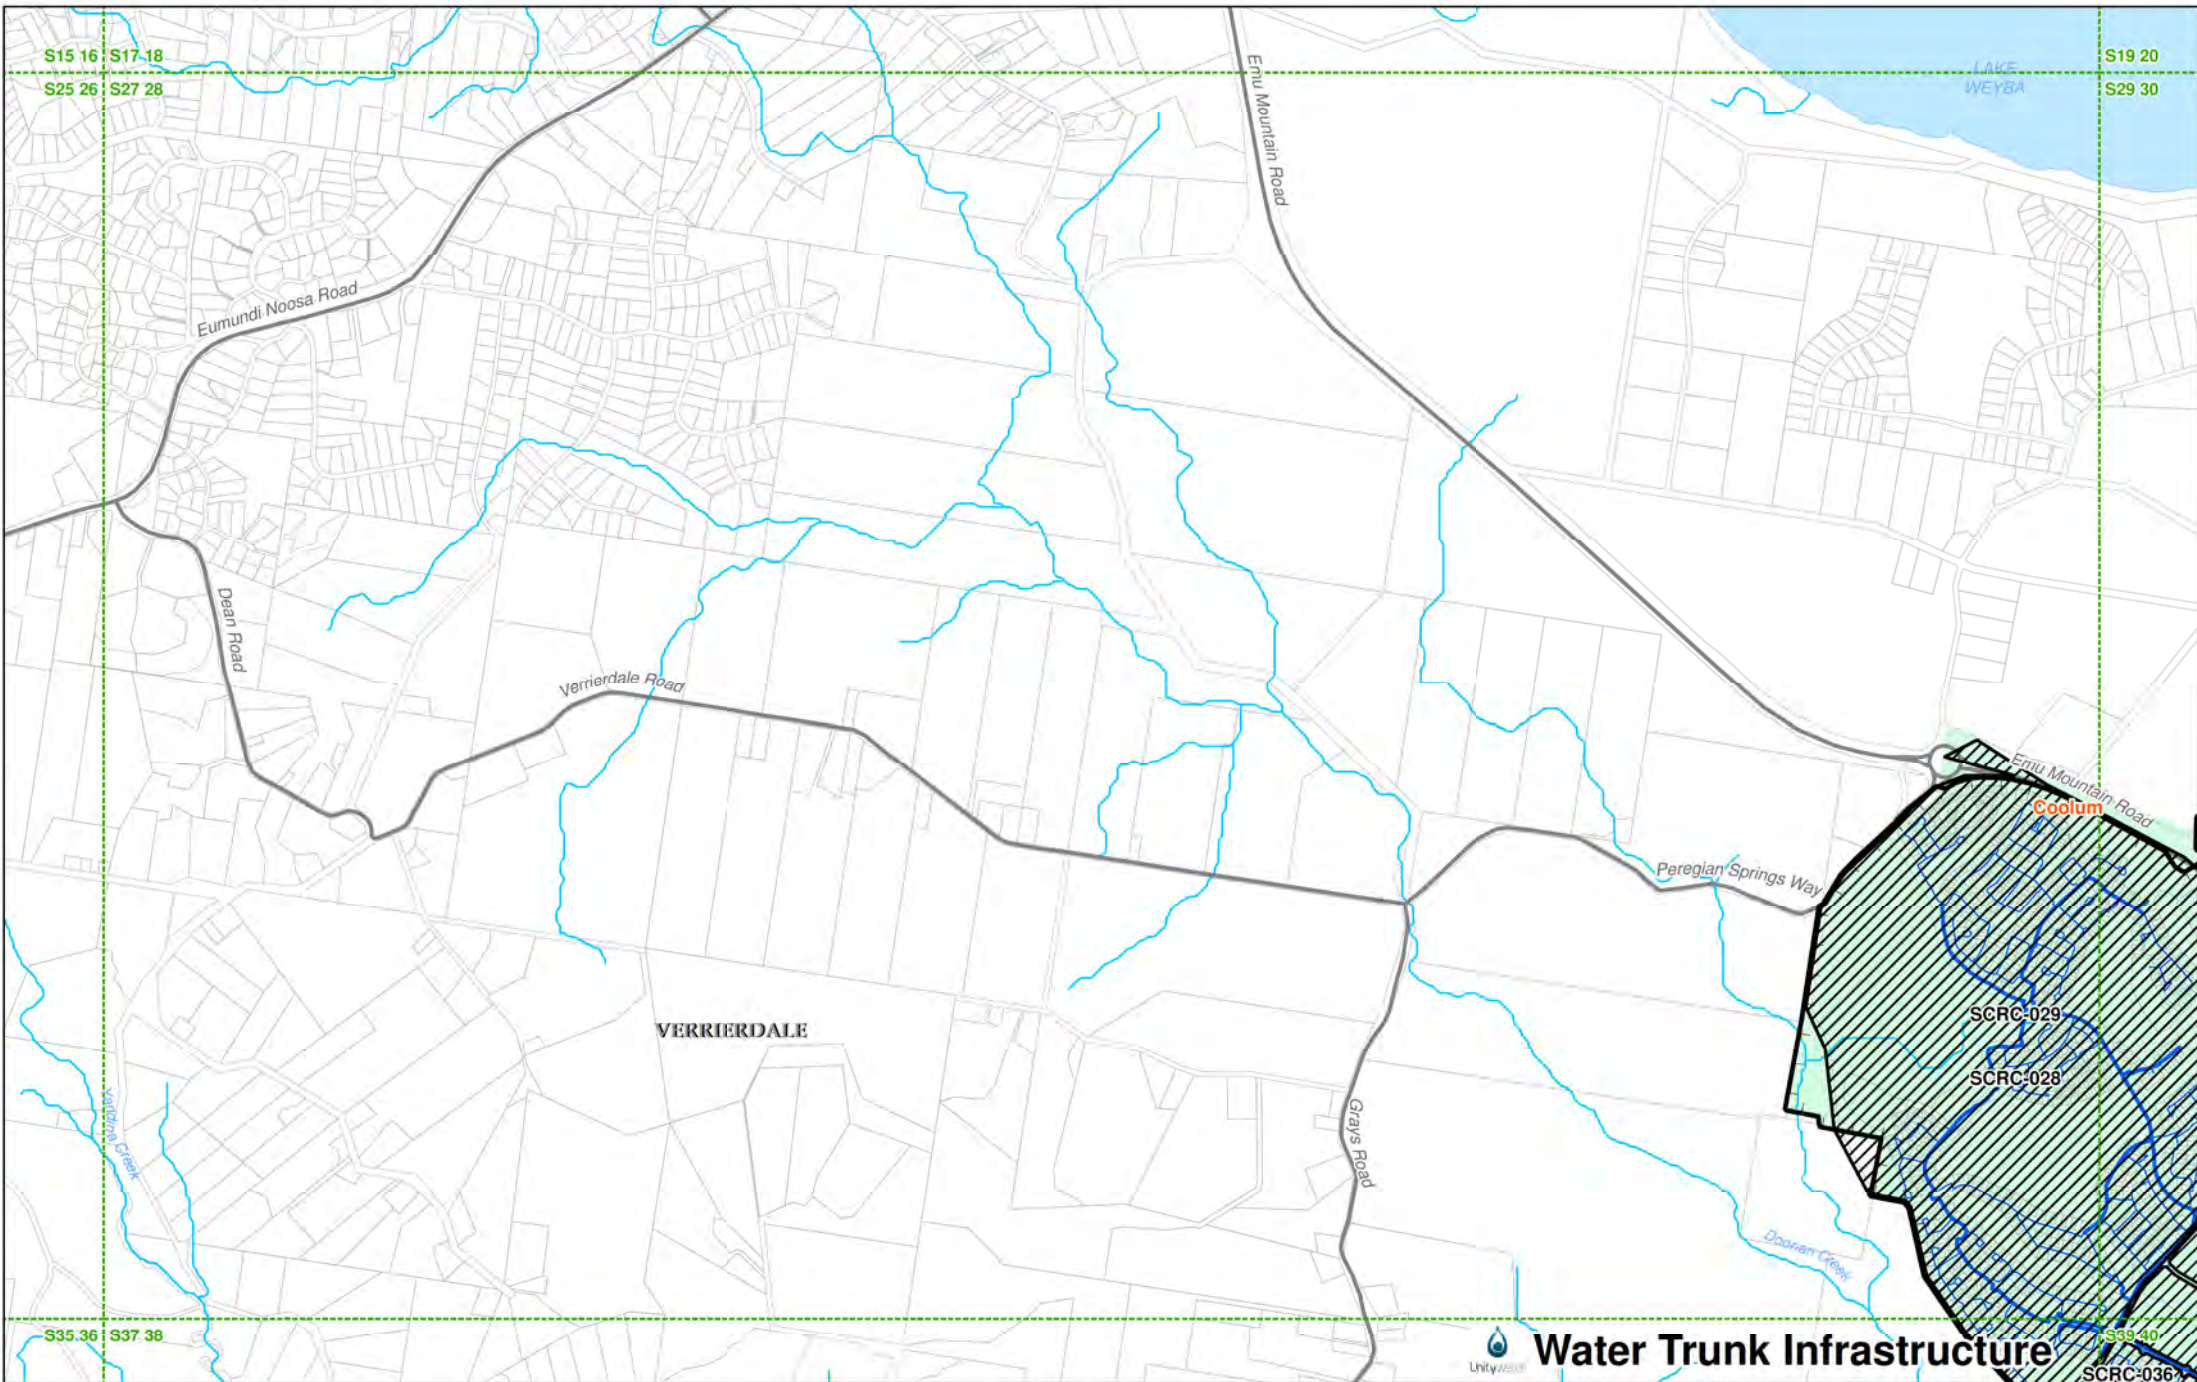 S15 16 S17 18
S25 26 S27 28
S19 20
S29 30
LAKE
WEYBA
Emu Mountain Road
Eumundi Noosa Road
Dean Road
Verrierdale Road
Emu Mountain Road
Coolum
Peregian Springs Way
SCRC-029
VERRIERDALE
SCRC-028
Yandina Creek
Grays Road
Doonan Creek
S35 36 S37 38
S39 40
Unitywater
Water Trunk Infrastructure
SCRC-036